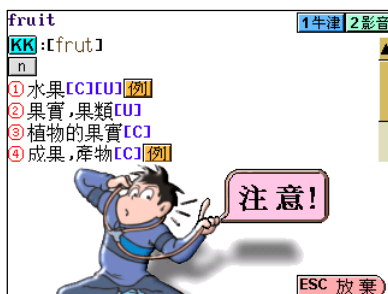 fruit 1牛津 2影音
KK:[frut]
n
①水果[C][U]例
②果實,果類[U]
③植物的果實[C]
④成果,產物[C]例
注意!
ESC 放棄